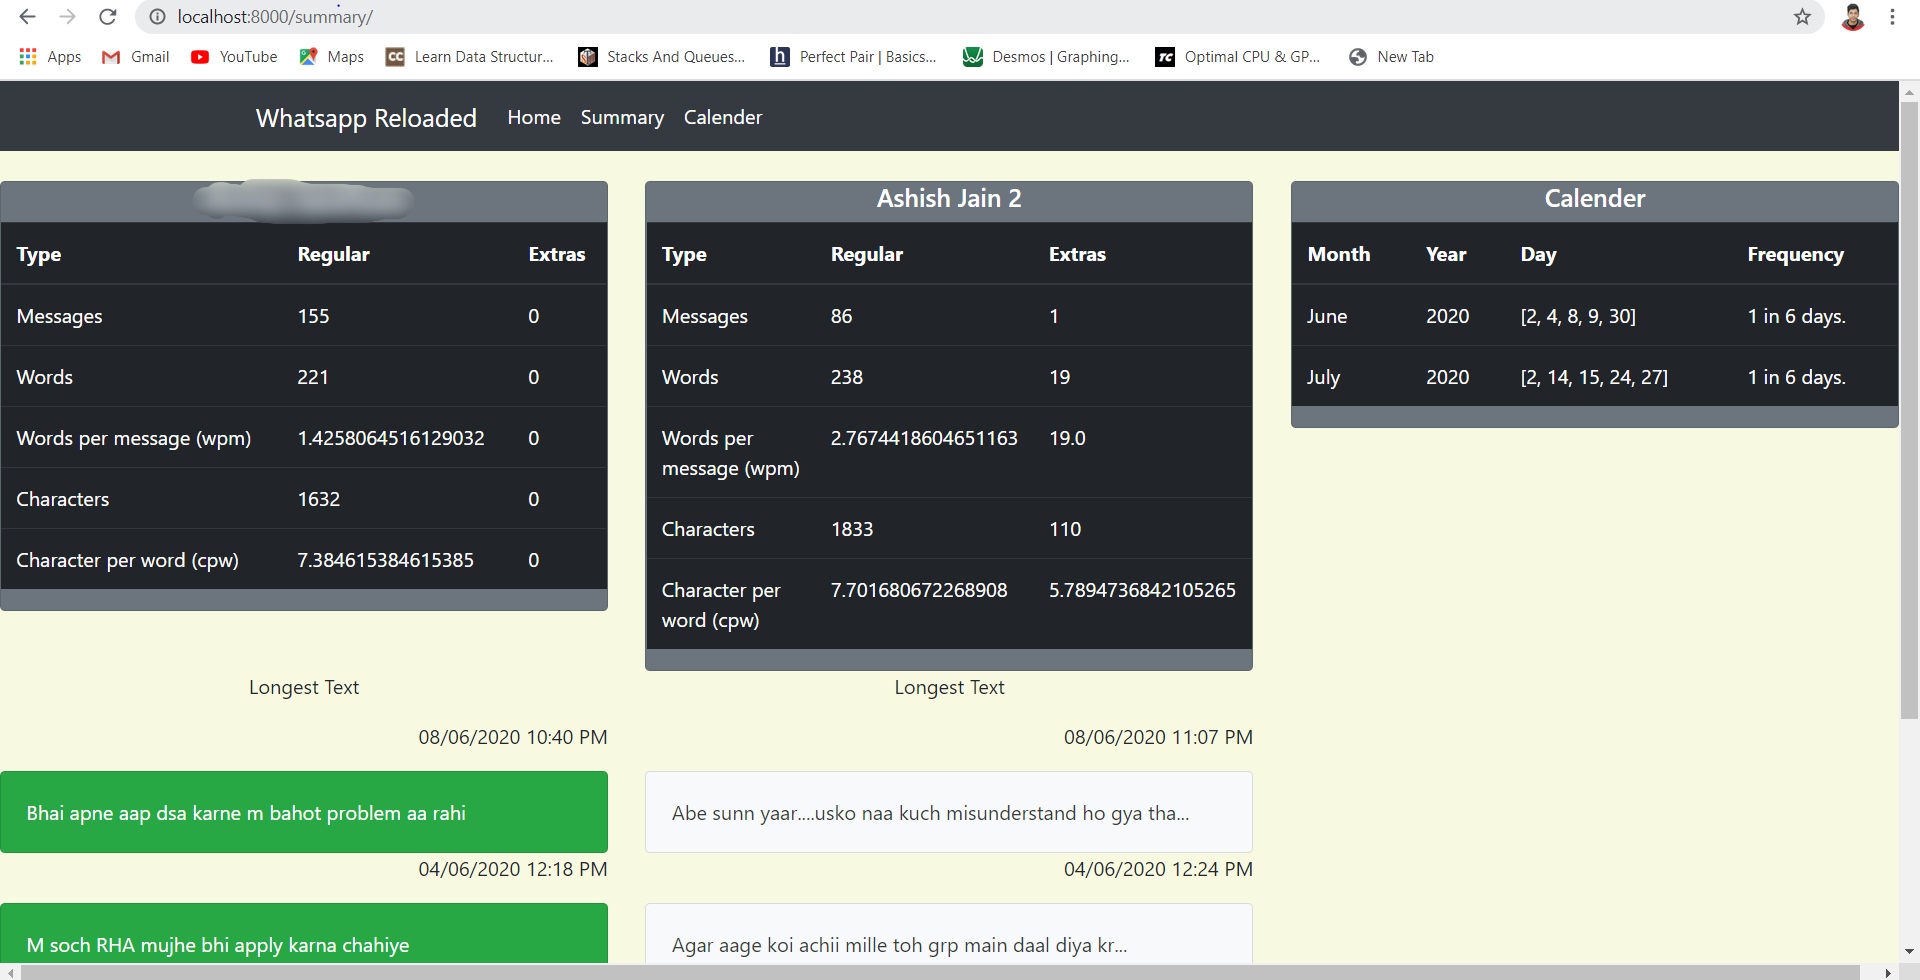 localhost:8000/summary/
Apps Gmail YouTube Maps Learn Data Structur... Stacks And Queues... Perfect Pair | Basics... Desmos | Graphing... Optimal CPU & GP... New Tab
Whatsapp Reloaded Home Summary Calender
Type Regular Extras
Messages 155 0
Words 221 0
Words per message (wpm) 1.4258064516129032 0
Characters 1632 0
Character per word (cpw) 7.384615384615385 0
Longest Text
08/06/2020 10:40 PM
Bhai apne aap dsa karne m bahot problem aa rahi
04/06/2020 12:18 PM
M soch RHA mujhe bhi apply karna chahiye
Ashish Jain 2
Type Regular Extras
Messages 86 1
Words 238 19
Words per
message (wpm) 2.7674418604651163 19.0
Characters 1833 110
Character per
word (cpw) 7.701680672268908 5.7894736842105265
Longest Text
08/06/2020 11:07 PM
Abe sunn yaar....usko naa kuch misunderstand ho gya tha...
04/06/2020 12:24 PM
Agar aage koi achii mille toh grp main daal diya kr...
Calender
Month Year Day Frequency
June 2020 [2, 4, 8, 9, 30] 1 in 6 days.
July 2020 [2, 14, 15, 24, 27] 1 in 6 days.